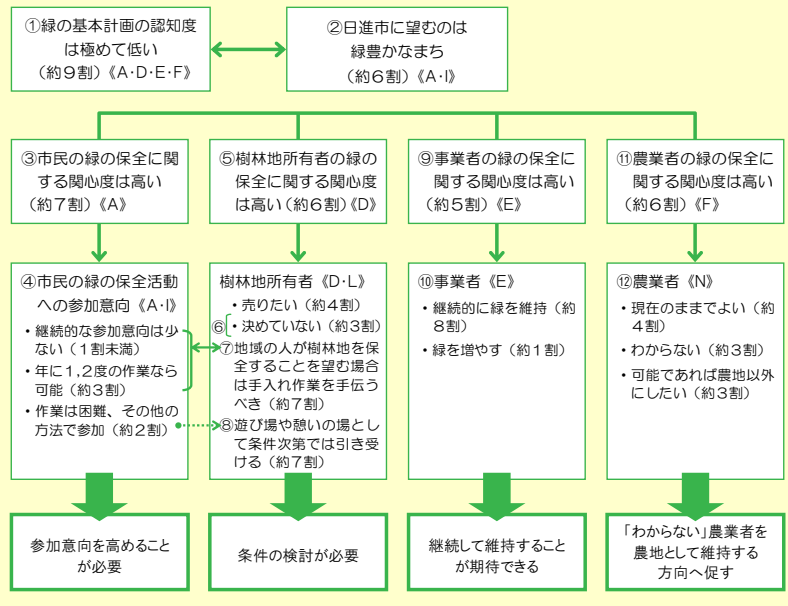 ①緑の基本計画の認知度
は極めて低い
（約９割）《A・D・E・F》
②日進市に望むのは
緑豊かなまち
（約６割）《A・I》
③市民の緑の保全に関
する関心度は高い
（約７割）《A》
⑤樹林地所有者の緑の
保全に関する関心度
は高い（約６割）《D》
⑨事業者の緑の保全に
関する関心度は高い
（約５割）《E》
⑪農業者の緑の保全に
関する関心度は高い
（約６割）《F》
④市民の緑の保全活動
への参加意向《A・I》
・継続的な参加意向は少
ない（１割未満）
・年に１,２度の作業なら
可能（約３割）
・作業は困難、その他の
方法で参加（約２割）
樹林地所有者《D・L》
・売りたい（約４割）
⑥・決めていない（約３割）
⑦地域の人が樹林地を保
全することを望む場合
は手入れ作業を手伝う
べき（約７割）
⑧遊び場や憩いの場とし
て条件次第では引き受
ける（約７割）
⑩事業者《E》
・継続的に緑を維持（約
８割）
・緑を増やす（約１割）
⑫農業者《N》
・現在のままでよい（約
４割）
・わからない（約３割）
・可能であれば農地以外
にしたい（約３割）
参加意向を高めること
が必要
条件の検討が必要
継続して維持すること
が期待できる
「わからない」農業者を
農地として維持する
方向へ促す